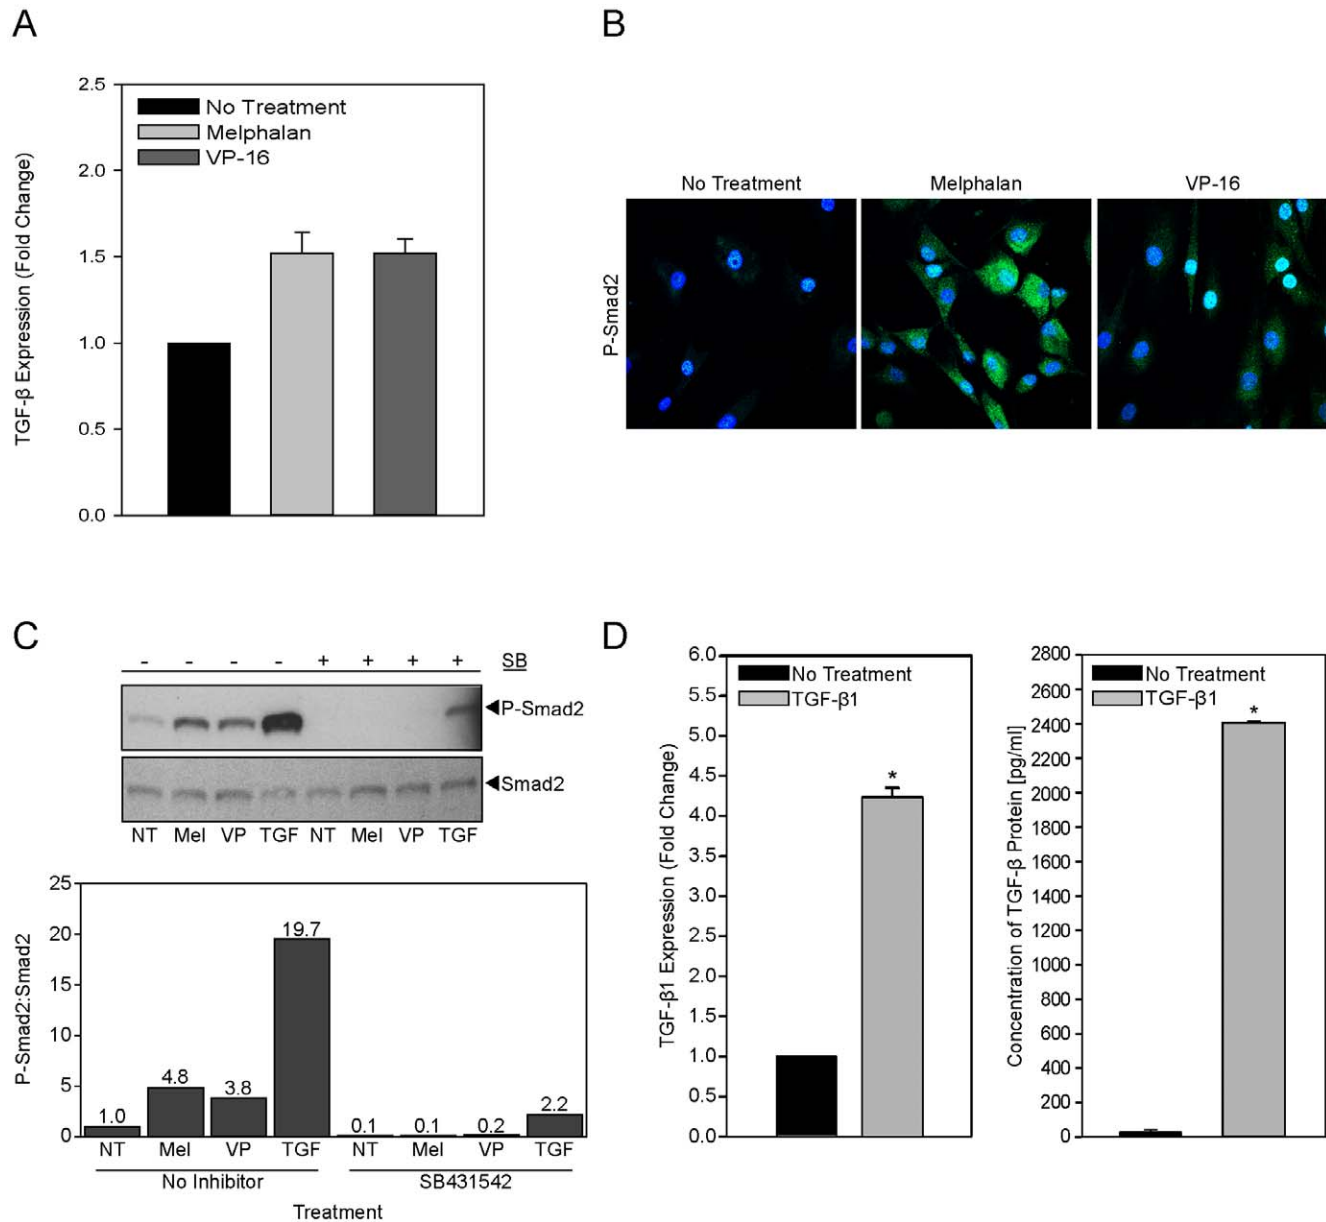 A
TGF-β Expression (Fold Change)
2.5
2.0
1.5
1.0
0.5
0.0
No Treatment
Melphalan
VP-16
B
No Treatment Melphalan VP-16
P-Smad2
C
- - - - + + + + SB
P-Smad2
Smad2
NT Mel VP TGF NT Mel VP TGF
P-Smad2:Smad2
25
20
15
10
5
0
1.0 4.8 3.8 19.7 0.1 0.1 0.2 2.2
NT Mel VP TGF NT Mel VP TGF
No Inhibitor SB431542
Treatment
D
TGF-β1 Expression (Fold Change)
6.0
5.5
5.0
4.5
4.0
3.5
3.0
2.5
2.0
1.5
1.0
0.5
0.0
No Treatment
TGF-β1
*
Concentration of TGF-β Protein [pg/ml]
2800
2600
2400
2200
2000
1800
1600
1400
1200
1000
800
600
400
200
0
No Treatment
TGF-β1
*